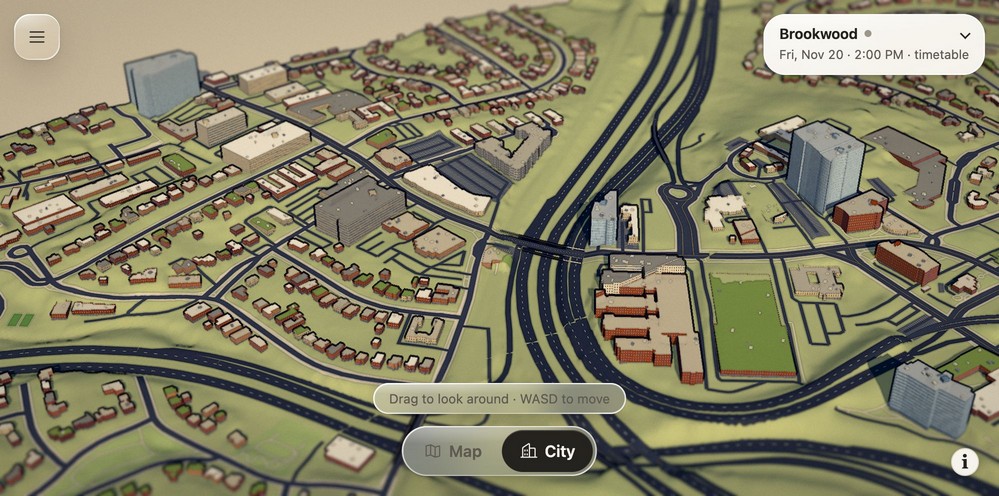 Brookwood
Fri, Nov 20 · 2:00 PM · timetable
Drag to look around · WASD to move
Map
City
i